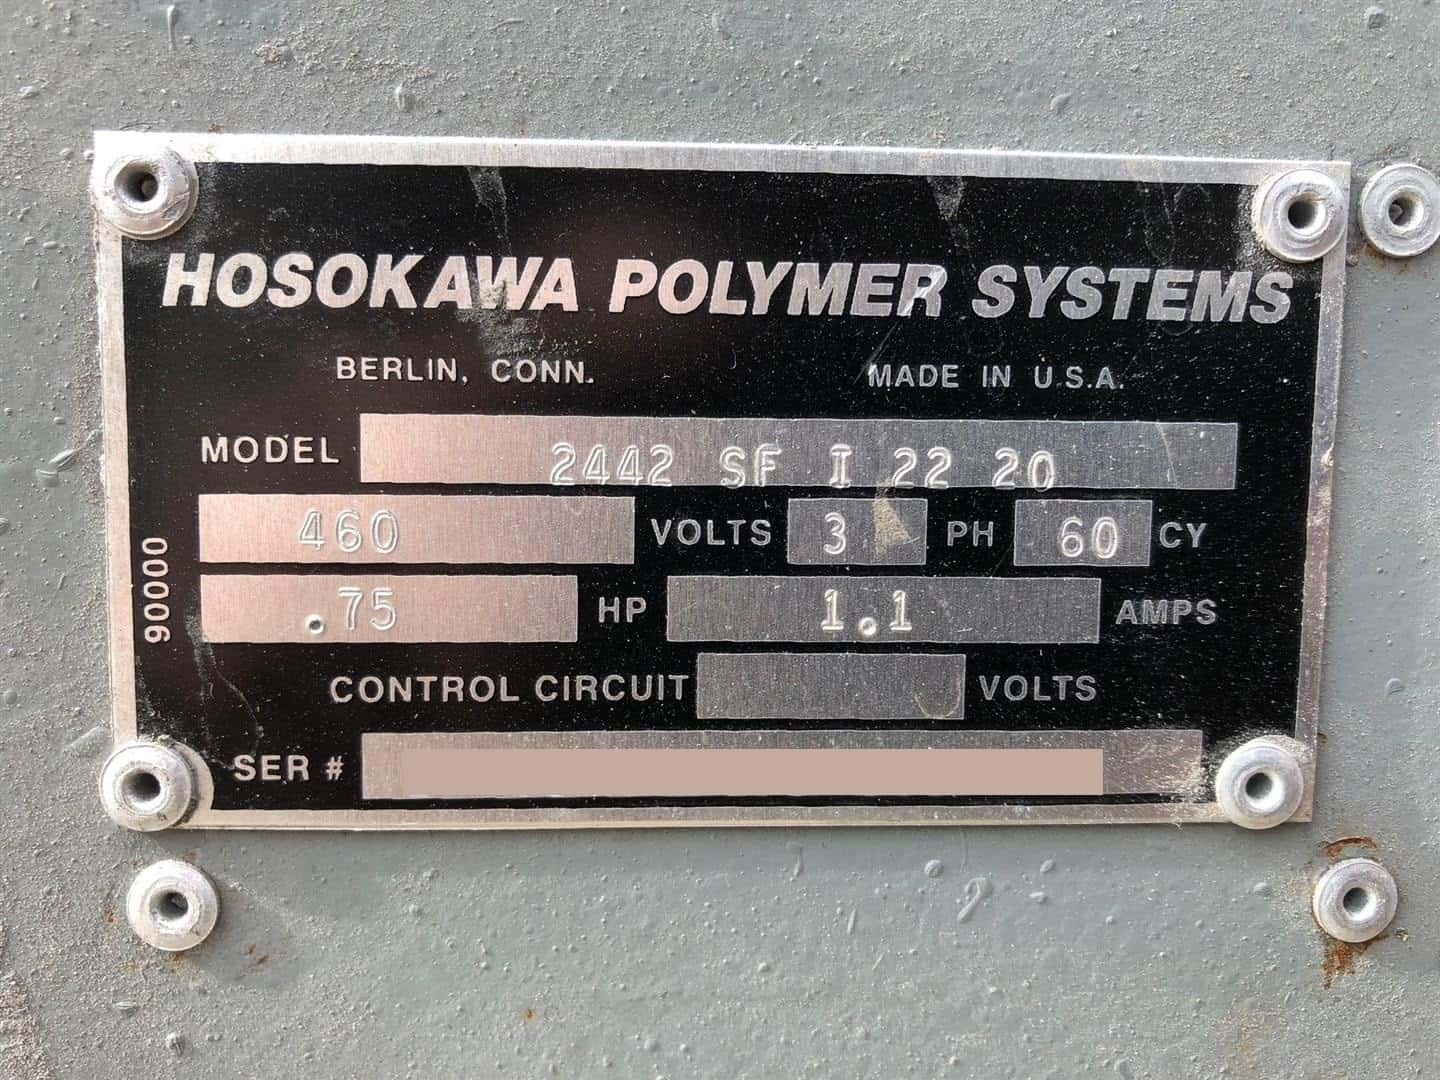 HOSOKAWA POLYMER SYSTEMS
BERLIN, CONN. MADE IN U.S.A.
MODEL 2442 SF I 22 20
460 VOLTS 3 PH 60 CY
.75 HP 1.1 AMPS
CONTROL CIRCUIT VOLTS
SER #
90000